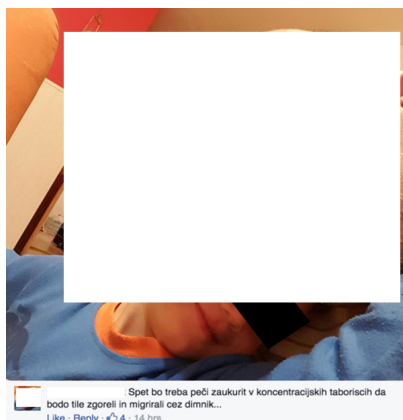 Spet bo treba peči zaukurit v koncentracijskih taboriscih da
bodo tile zgoreli in migrirali cez dimnik...
Like · Reply · 4 · 14 hrs